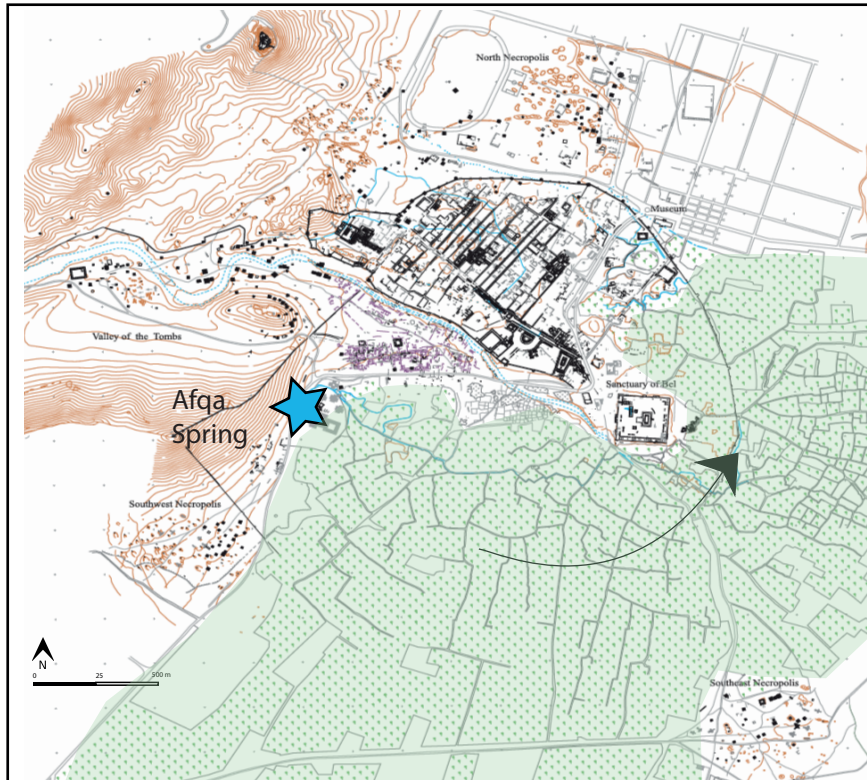 North Necropolis
Museum
Valley of the Tombs
Sanctuary of Bel
Afqa
Spring
Southwest Necropolis
N
0 25 500 m
Southeast Necropolis